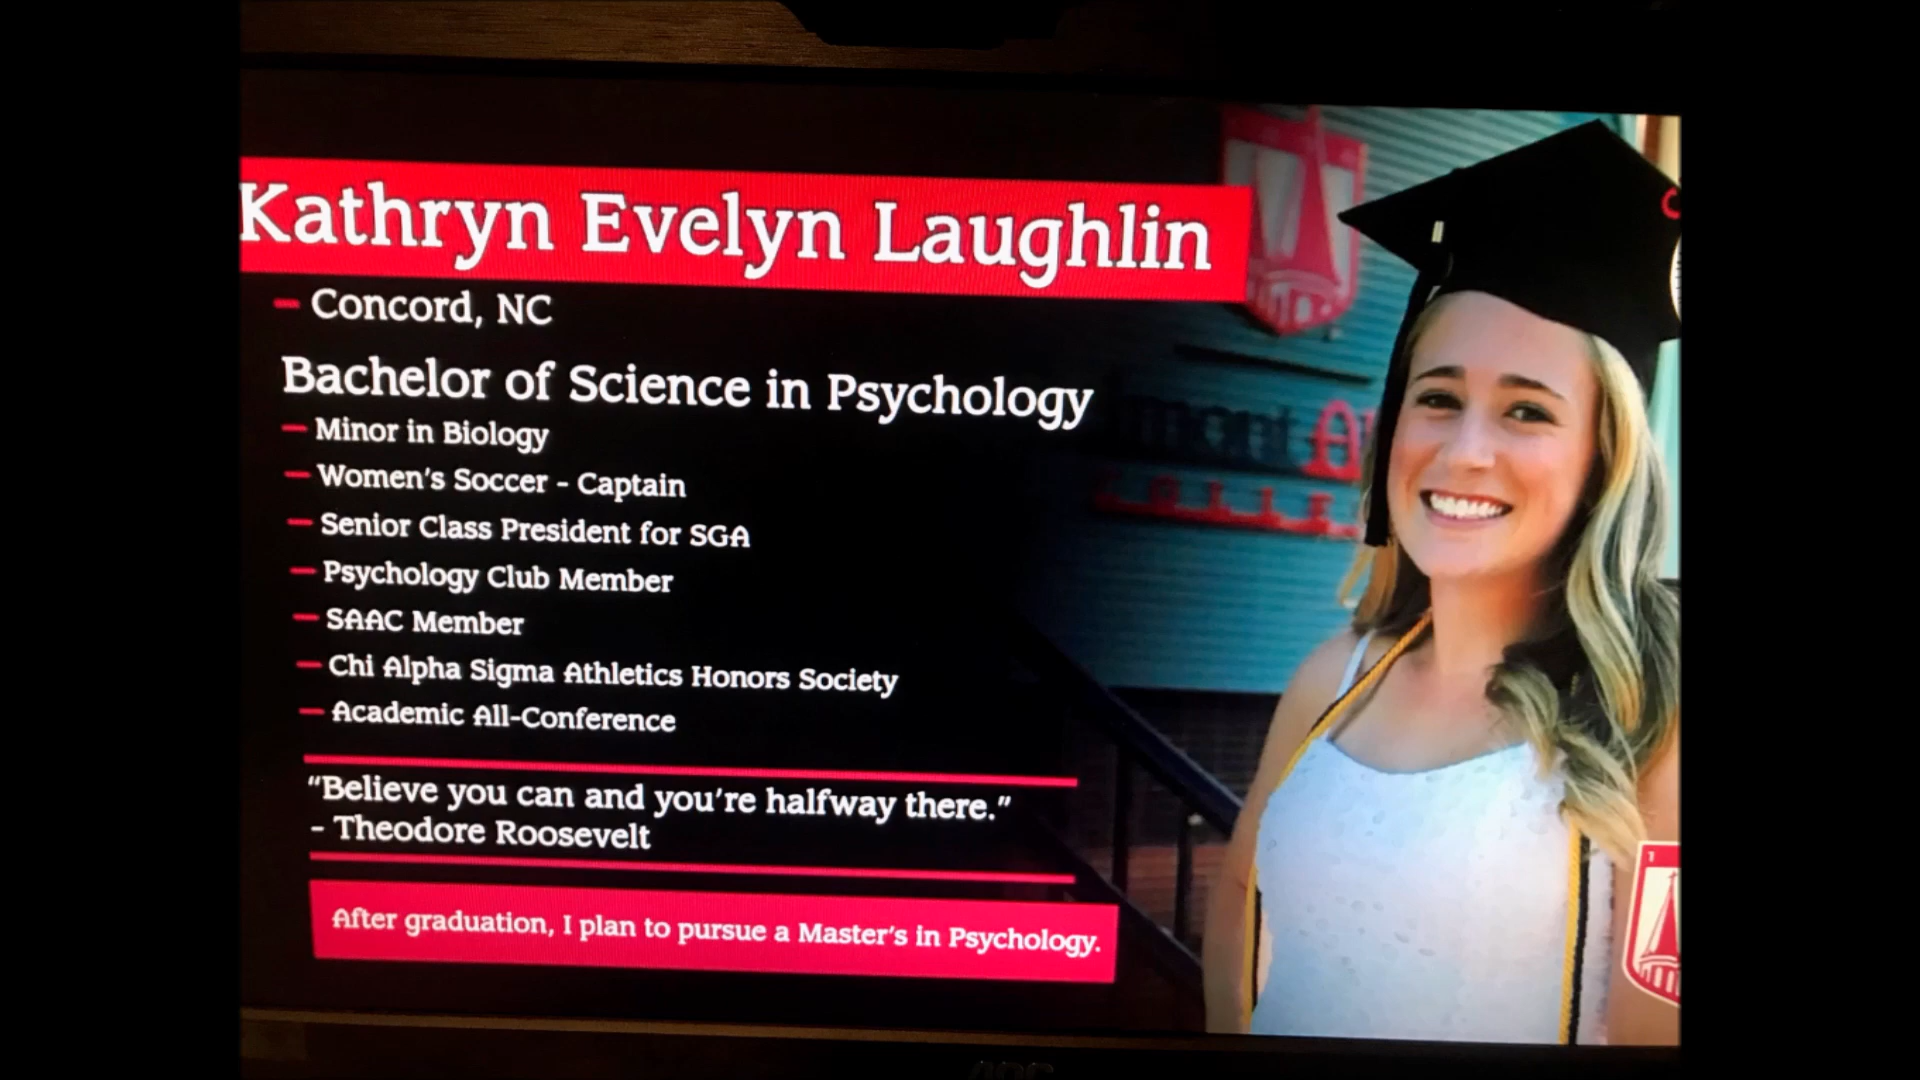 Kathryn Evelyn Laughlin
Concord, NC
Bachelor of Science in Psychology
Minor in Biology
Women's Soccer - Captain
Senior Class President for SGA
Psychology Club Member
SAAC Member
Chi Alpha Sigma Athletics Honors Society
Academic All-Conference
“Believe you can and you're halfway there.”
- Theodore Roosevelt
After graduation, I plan to pursue a Master's in Psychology.